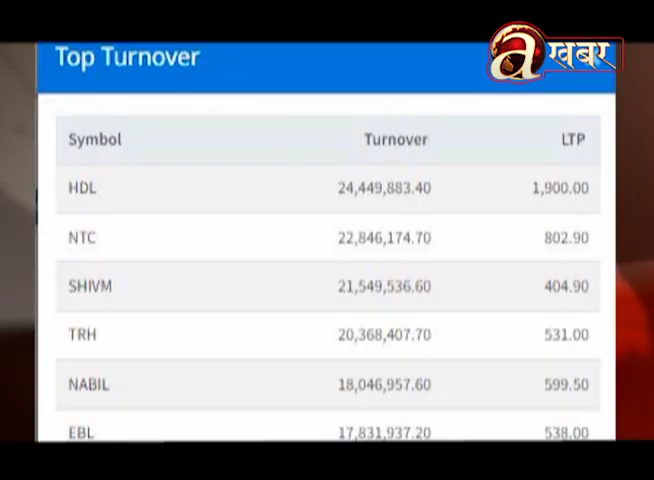 Top Turnover
a खबर
Symbol Turnover LTP
HDL 24,449,883.40 1,900.00
NTC 22,846,174.70 802.90
SHIVM 21,549,536.60 404.90
TRH 20,368,407.70 531.00
NABIL 18,046,957.60 599.50
EBL 17,831,937.20 538.00